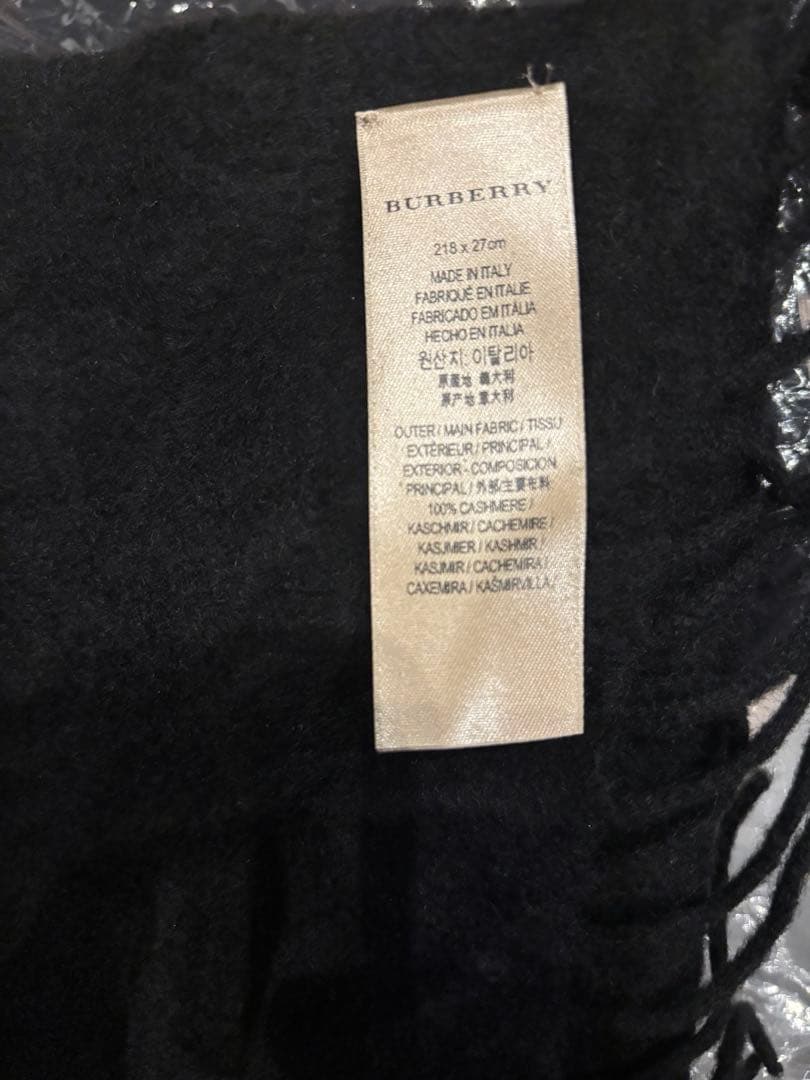 BURBERRY
218 x 27cm
MADE IN ITALY
FABRIQUÉ EN ITALIE
FABRICADO EM ITÁLIA
HECHO EN ITALIA
원산지: 이탈리아
原產地 義大利
原产地 意大利
OUTER / MAIN FABRIC / TISSU
EXTÉRIEUR / PRINCIPAL /
EXTERIOR - COMPOSICION
PRINCIPAL / 外部/主要布料
100% CASHMERE /
KASCHMIR / CACHEMIRE /
KASJMIER / KASHMIR /
KASJMIR / CACHEMIRA /
CAXEMIRA / KAŠMIRVILLA /